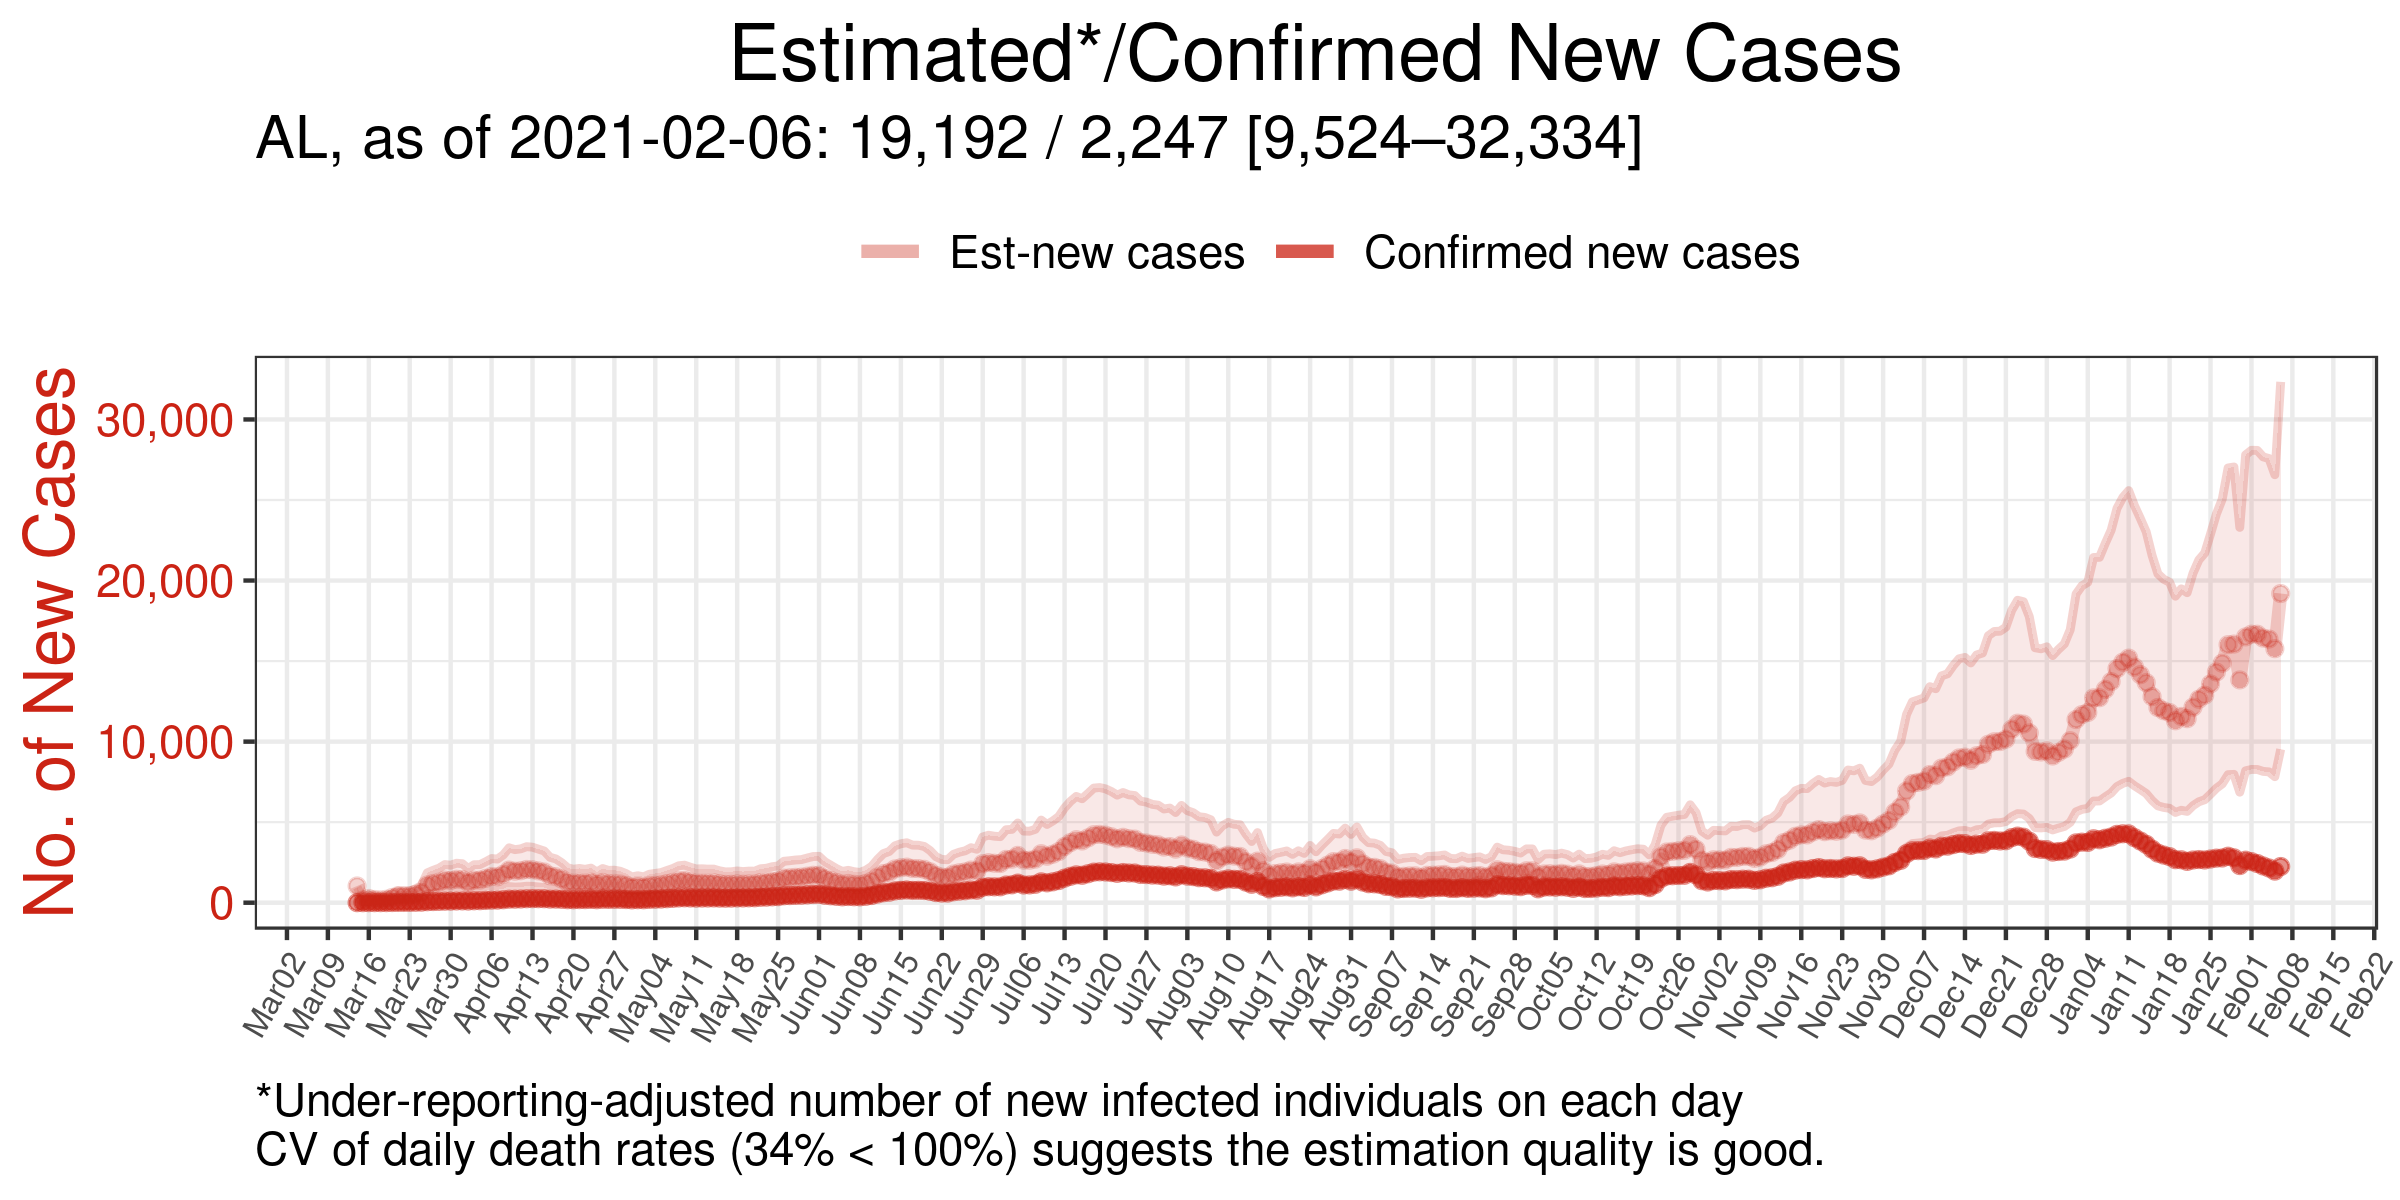 Estimated*/Confirmed New Cases
AL, as of 2021-02-06: 19,192 / 2,247 [9,524–32,334]
Est-new cases Confirmed new cases
No. of New Cases
30,000
20,000
10,000
0
Mar02 Mar09 Mar16 Mar23 Mar30 Apr06 Apr13 Apr20 Apr27 May04 May11 May18 May25 Jun01 Jun08 Jun15 Jun22 Jun29 Jul06 Jul13 Jul20 Jul27 Aug03 Aug10 Aug17 Aug24 Aug31 Sep07 Sep14 Sep21 Sep28 Oct05 Oct12 Oct19 Oct26 Nov02 Nov09 Nov16 Nov23 Nov30 Dec07 Dec14 Dec21 Dec28 Jan04 Jan11 Jan18 Jan25 Feb01 Feb08 Feb15 Feb22
*Under-reporting-adjusted number of new infected individuals on each day
CV of daily death rates (34% < 100%) suggests the estimation quality is good.